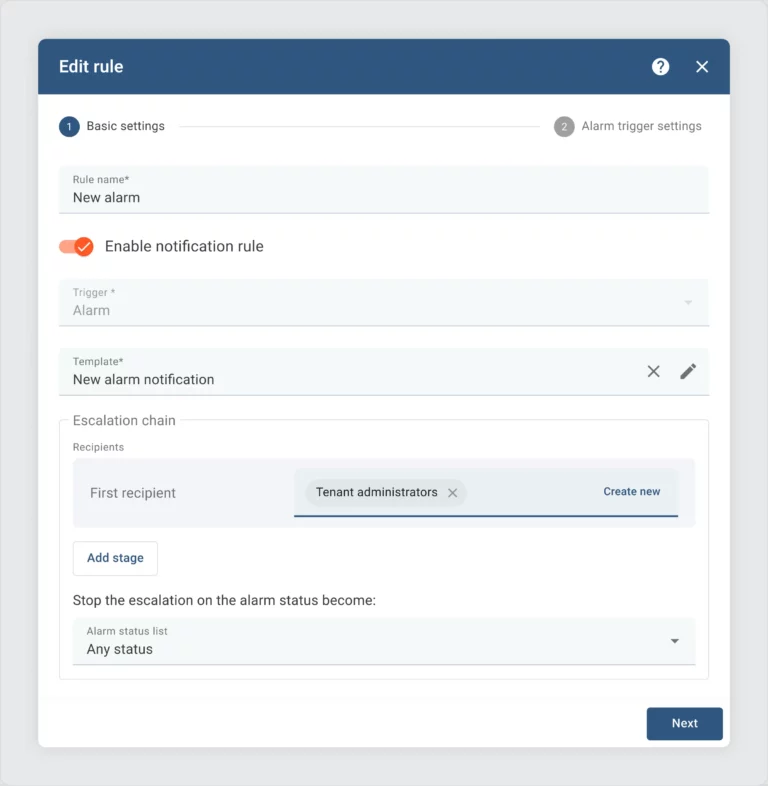 Edit rule
?
1 Basic settings
2 Alarm trigger settings
Rule name*
New alarm
Enable notification rule
Trigger *
Alarm
Template*
New alarm notification
Escalation chain
Recipients
First recipient Tenant administrators Create new
Add stage
Stop the escalation on the alarm status become:
Alarm status list
Any status
Next